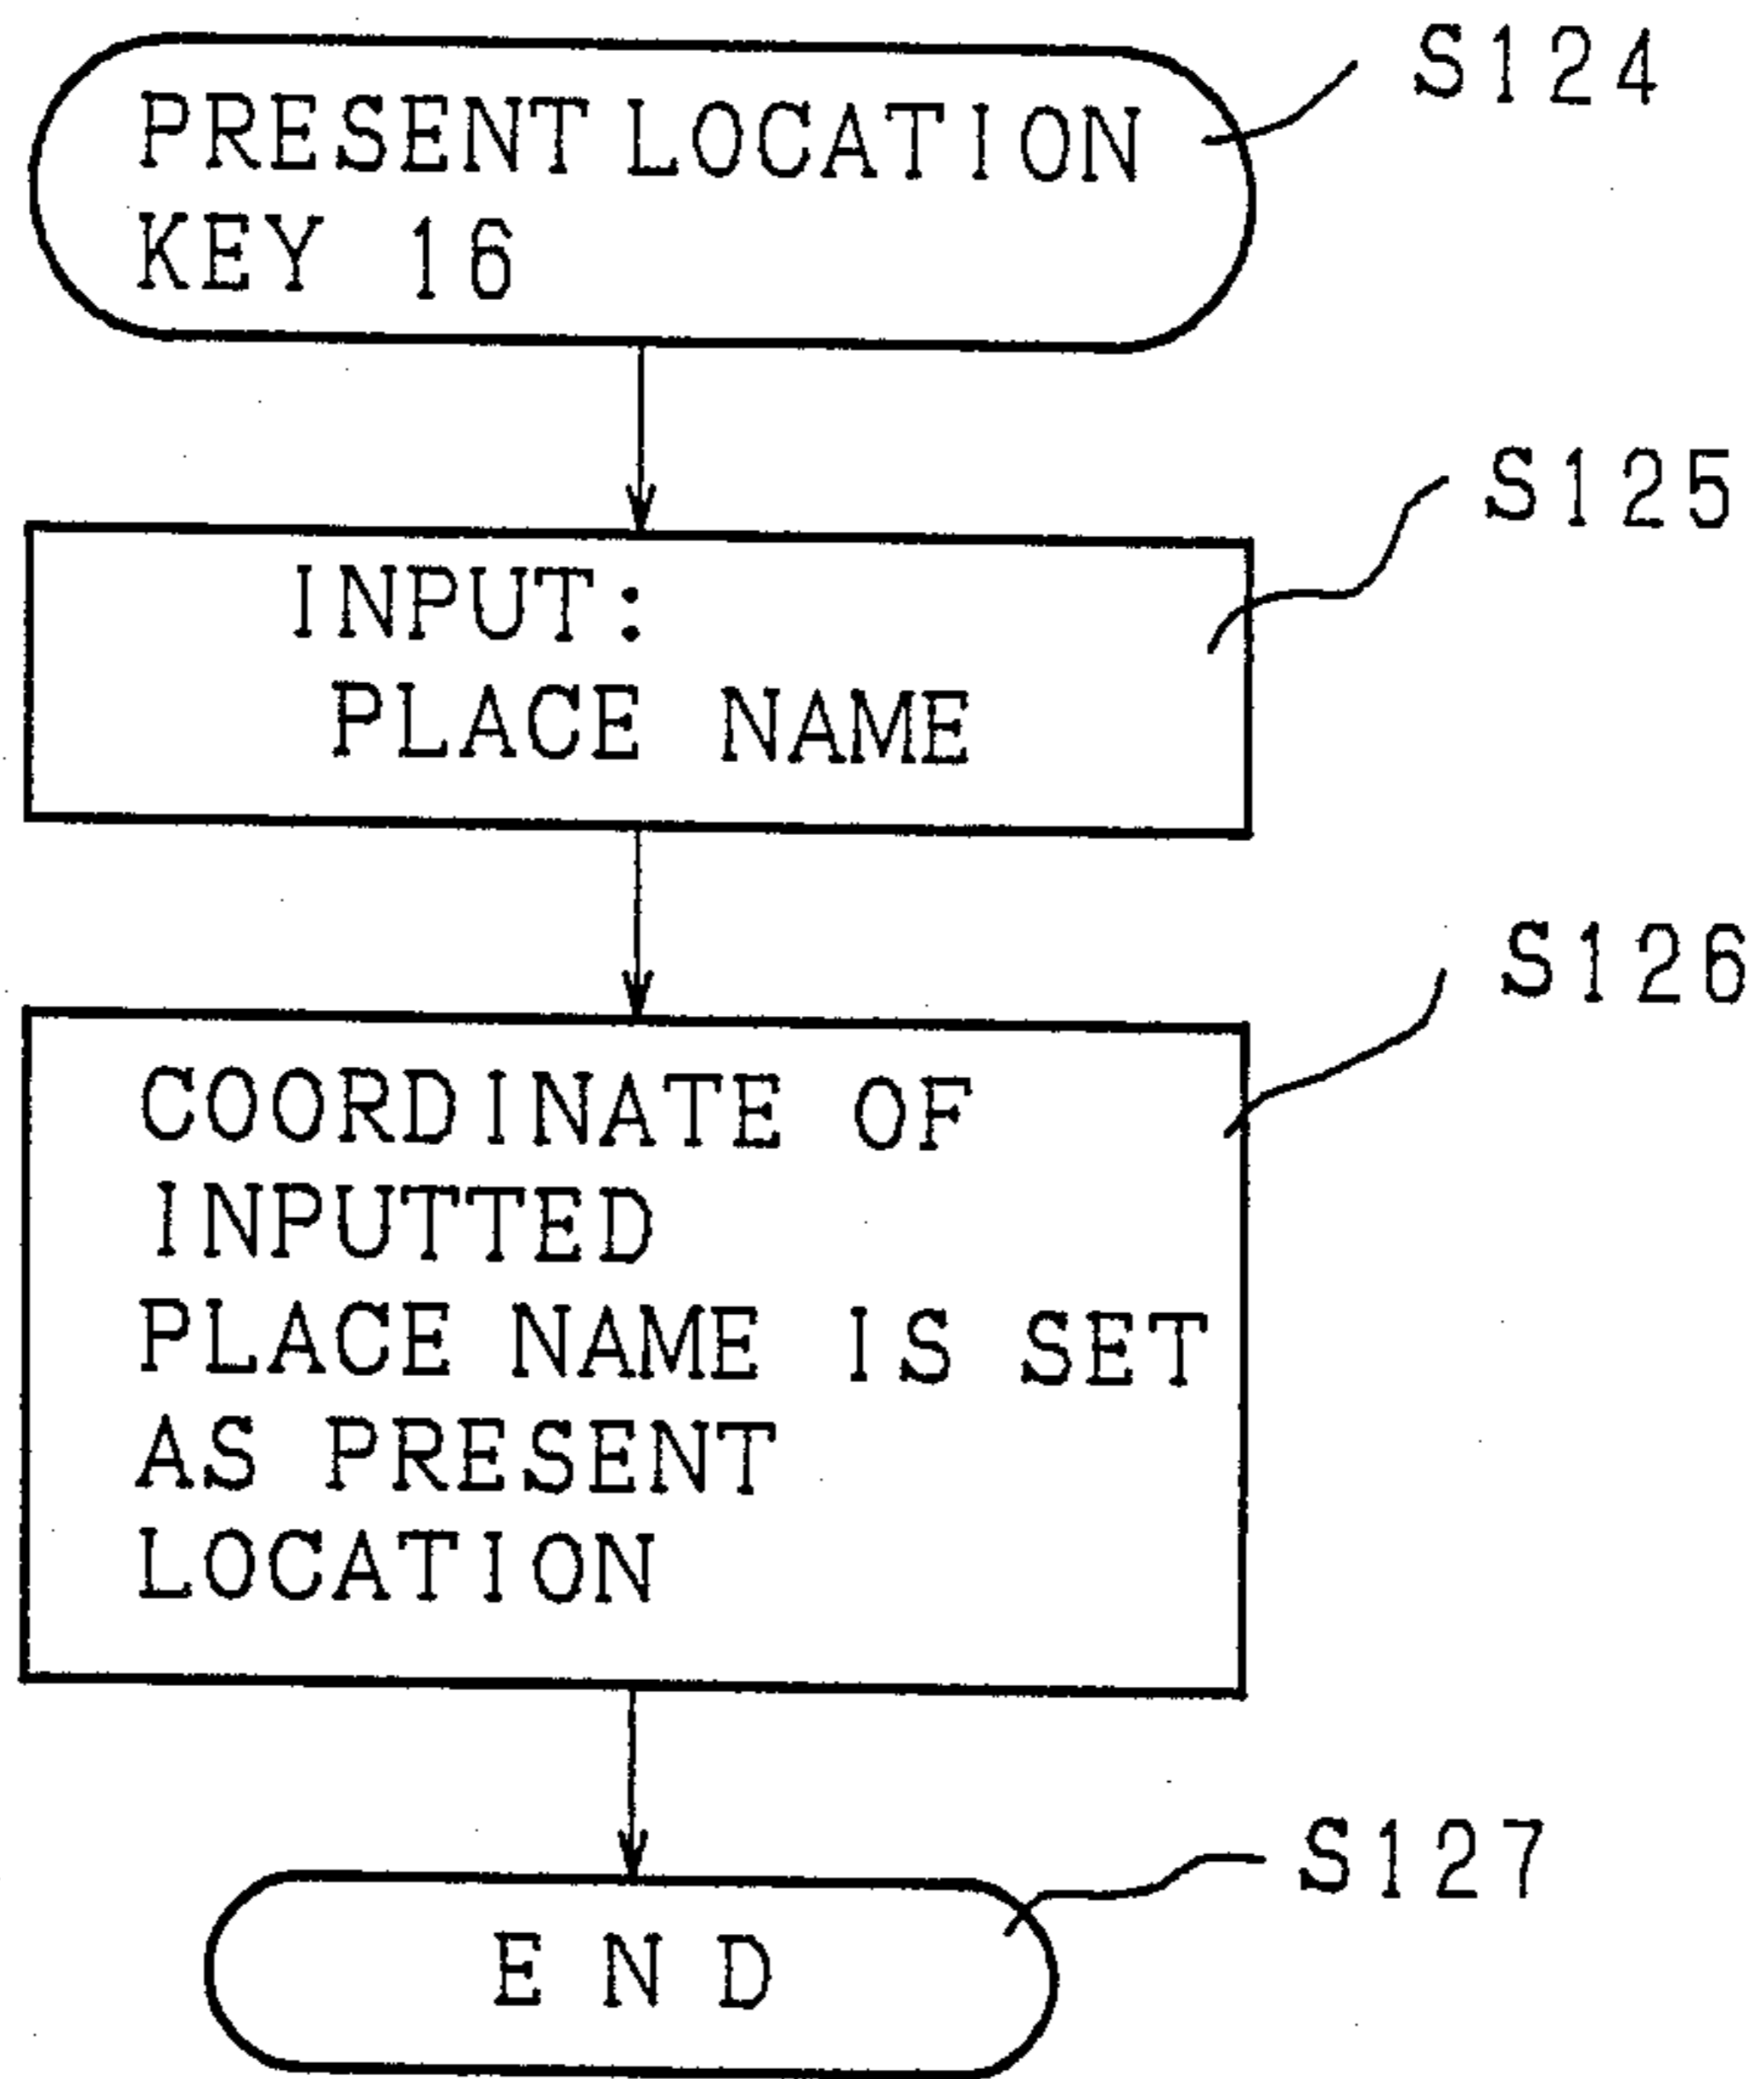 S124
PRESENT LOCATION
KEY 16
S125
INPUT:
PLACE NAME
S126
COORDINATE OF
INPUTTED
PLACE NAME IS SET
AS PRESENT
LOCATION
S127
END